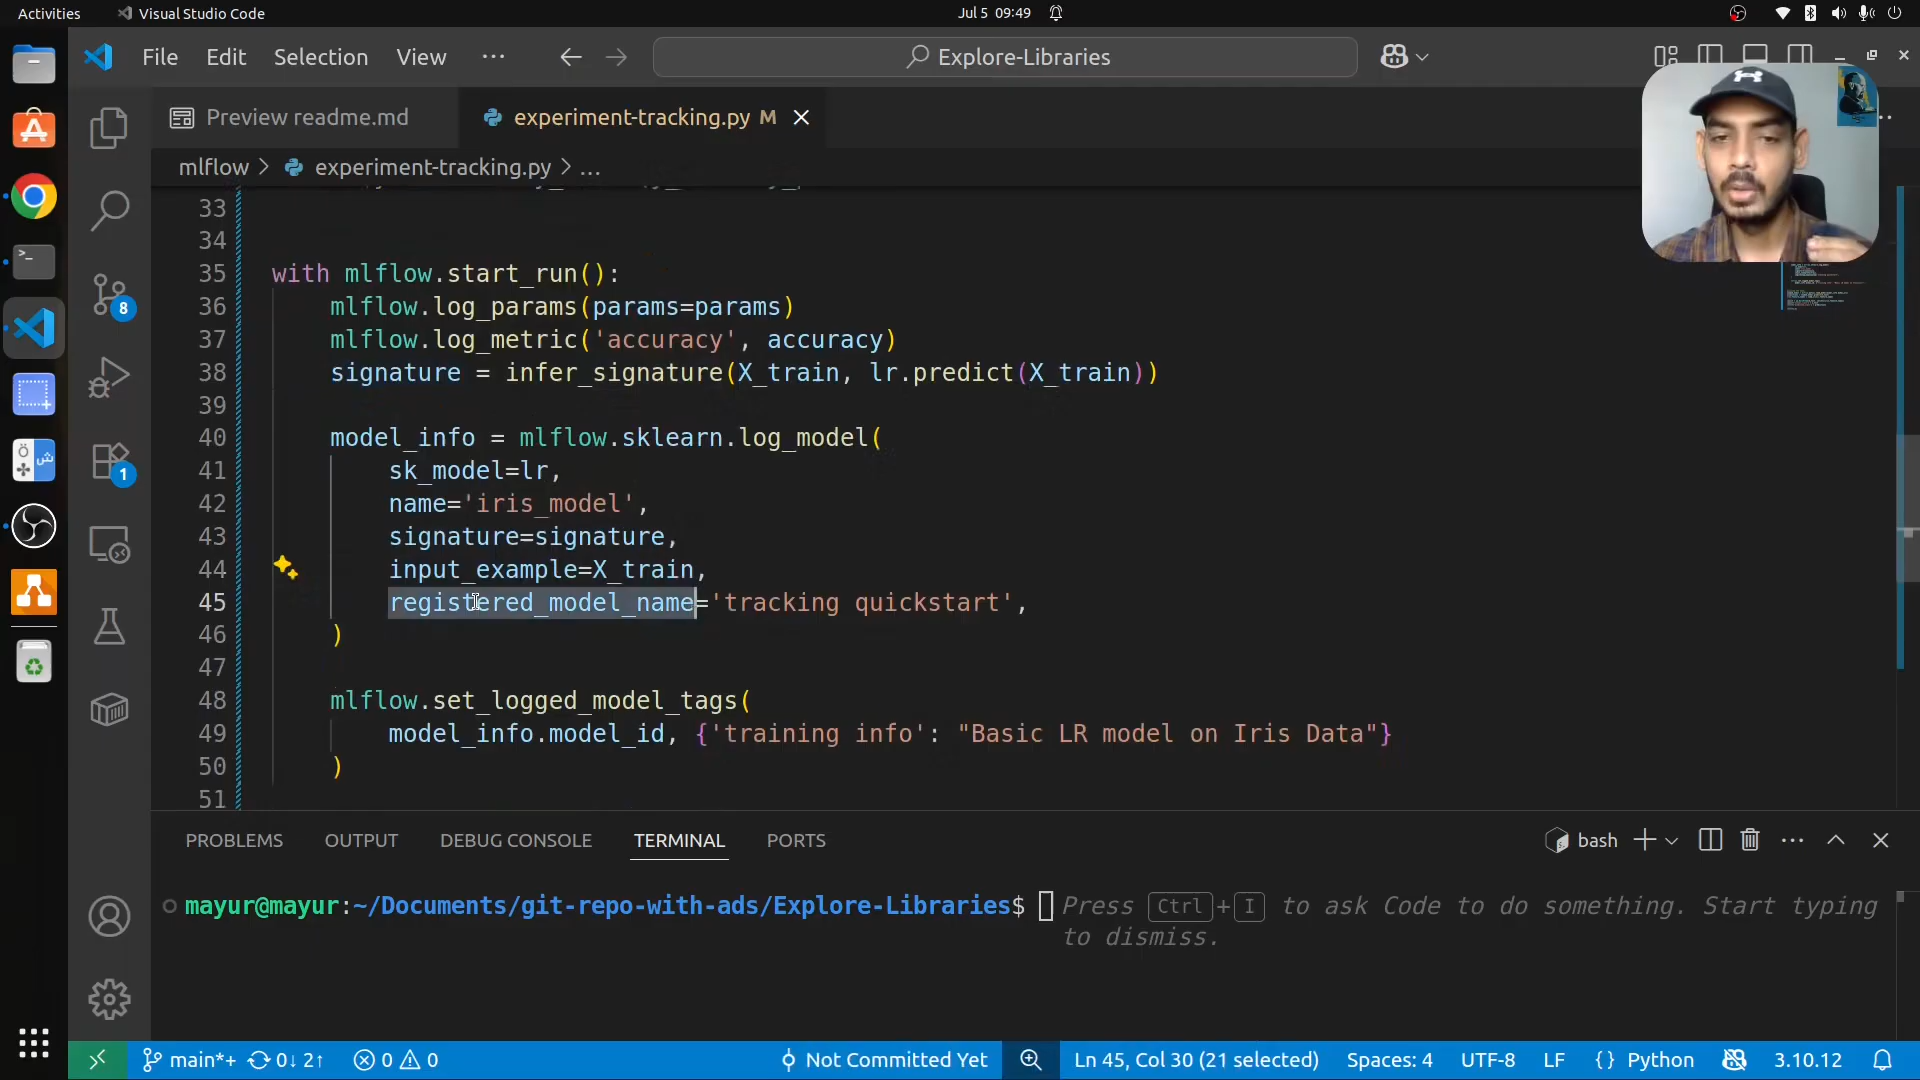 Activities
Visual Studio Code
Jul 5 09:49
File Edit Selection View ...
Explore-Libraries
Preview readme.md
experiment-tracking.py M
mlflow > experiment-tracking.py > ...
33
34
35 with mlflow.start_run():
36 mlflow.log_params(params=params)
37 mlflow.log_metric('accuracy', accuracy)
38 signature = infer_signature(X_train, lr.predict(X_train))
39
40 model_info = mlflow.sklearn.log_model(
41 sk_model=lr,
42 name='iris_model',
43 signature=signature,
44 input_example=X_train,
45 registered_model_name='tracking quickstart',
46 )
47
48 mlflow.set_logged_model_tags(
49 model_info.model_id, {'training info': "Basic LR model on Iris Data"}
50 )
51
8
1
PROBLEMS OUTPUT DEBUG CONSOLE TERMINAL PORTS
bash
mayur@mayur:~/Documents/git-repo-with-ads/Explore-Libraries$ Press Ctrl+I to ask Code to do something. Start typing
to dismiss.
main*+ 0↓ 2↑ 0 0
Not Committed Yet
Ln 45, Col 30 (21 selected)
Spaces: 4
UTF-8
LF
{} Python
3.10.12